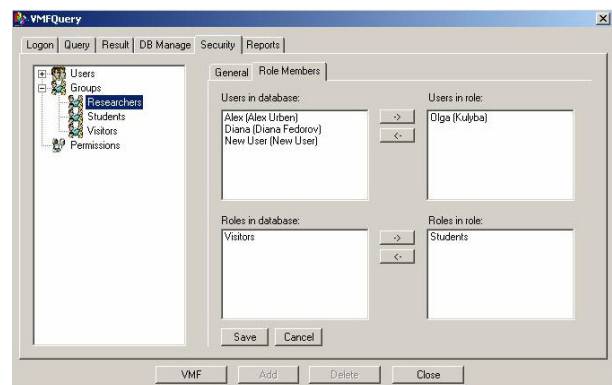 VMFQuery
Logon Query Result DB Manage Security Reports
Users
Groups
Researchers
Students
Visitors
Permissions
General Role Members
Users in database:
Alex (Alex Urben)
Diana (Diana Fedorov)
New User (New User)
->
<-
Users in role:
Olga (Kulyba)
Roles in database:
Visitors
->
<-
Roles in role:
Students
Save Cancel
VMF Add Delete Close